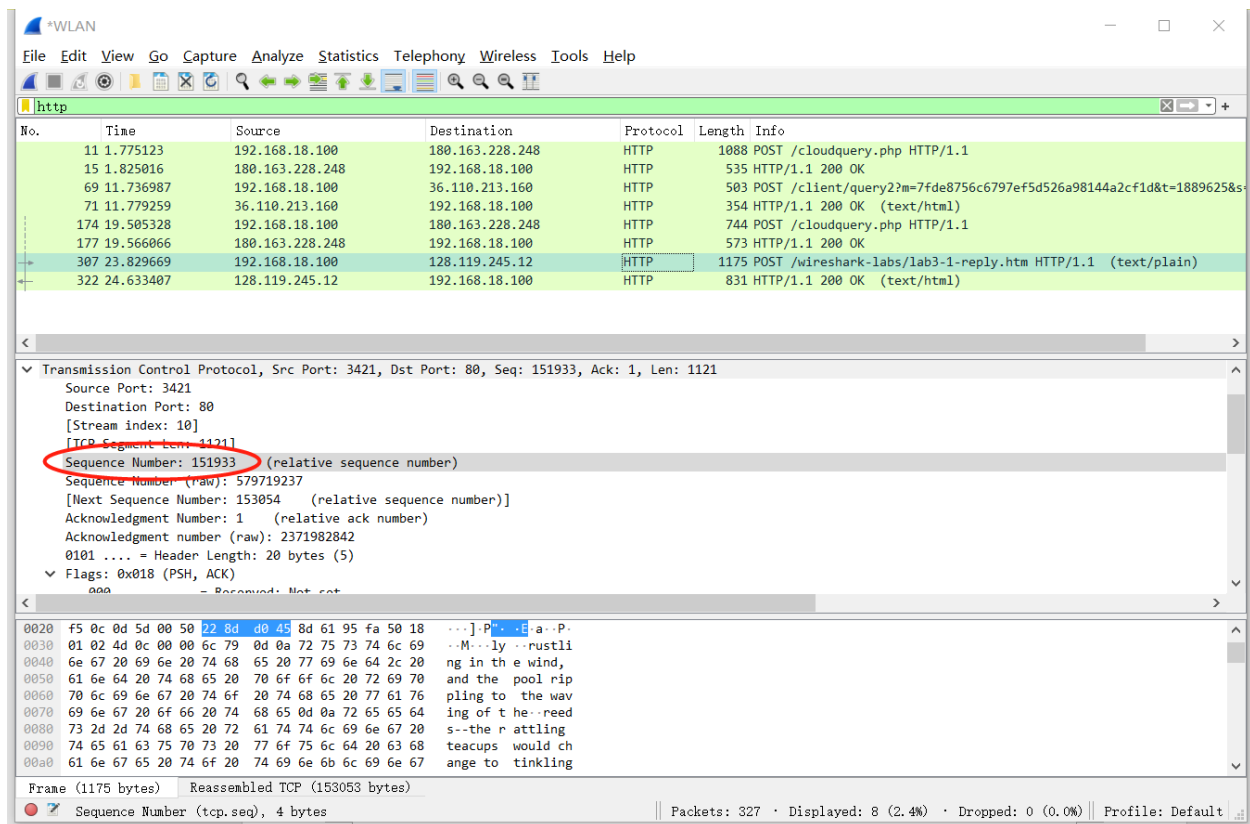 *WLAN
File Edit View Go Capture Analyze Statistics Telephony Wireless Tools Help
http
No. Time Source Destination Protocol Length Info
11 1.775123 192.168.18.100 180.163.228.248 HTTP 1088 POST /cloudquery.php HTTP/1.1
15 1.825016 180.163.228.248 192.168.18.100 HTTP 535 HTTP/1.1 200 OK
69 11.736987 192.168.18.100 36.110.213.160 HTTP 503 POST /client/query2?m=7fde8756c6797ef5d526a98144a2cf1d&t=1889625&s=
71 11.779259 36.110.213.160 192.168.18.100 HTTP 354 HTTP/1.1 200 OK (text/html)
174 19.505328 192.168.18.100 180.163.228.248 HTTP 744 POST /cloudquery.php HTTP/1.1
177 19.566066 180.163.228.248 192.168.18.100 HTTP 573 HTTP/1.1 200 OK
307 23.829669 192.168.18.100 128.119.245.12 HTTP 1175 POST /wireshark-labs/lab3-1-reply.htm HTTP/1.1 (text/plain)
322 24.633407 128.119.245.12 192.168.18.100 HTTP 831 HTTP/1.1 200 OK (text/html)
Transmission Control Protocol, Src Port: 3421, Dst Port: 80, Seq: 151933, Ack: 1, Len: 1121
Source Port: 3421
Destination Port: 80
[Stream index: 10]
[TCP Segment Len: 1121]
Sequence Number: 151933 (relative sequence number)
Sequence Number (raw): 579719237
[Next Sequence Number: 153054 (relative sequence number)]
Acknowledgment Number: 1 (relative ack number)
Acknowledgment number (raw): 2371982842
0101 .... = Header Length: 20 bytes (5)
Flags: 0x018 (PSH, ACK)
000. .... .... = Reserved: Not set
0020 f5 0c 0d 5d 00 50 22 8d d0 45 8d 61 95 fa 50 18 ···]·P"· ·E·a··P·
0030 01 02 4d 0c 00 00 6c 79 0d 0a 72 75 73 74 6c 69 ··M···ly ··rustli
0040 6e 67 20 69 6e 20 74 68 65 20 77 69 6e 64 2c 20 ng in th e wind,
0050 61 6e 64 20 74 68 65 20 70 6f 6f 6c 20 72 69 70 and the pool rip
0060 70 6c 69 6e 67 20 74 6f 20 74 68 65 20 77 61 76 pling to the wav
0070 69 6e 67 20 6f 66 20 74 68 65 0d 0a 72 65 65 64 ing of t he··reed
0080 73 2d 2d 74 68 65 20 72 61 74 74 6c 69 6e 67 20 s--the r attling
0090 74 65 61 63 75 70 73 20 77 6f 75 6c 64 20 63 68 teacups would ch
00a0 61 6e 67 65 20 74 6f 20 74 69 6e 6b 6c 69 6e 67 ange to tinkling
Frame (1175 bytes) Reassembled TCP (153053 bytes)
Sequence Number (tcp.seq), 4 bytes Packets: 327 · Displayed: 8 (2.4%) · Dropped: 0 (0.0%) Profile: Default